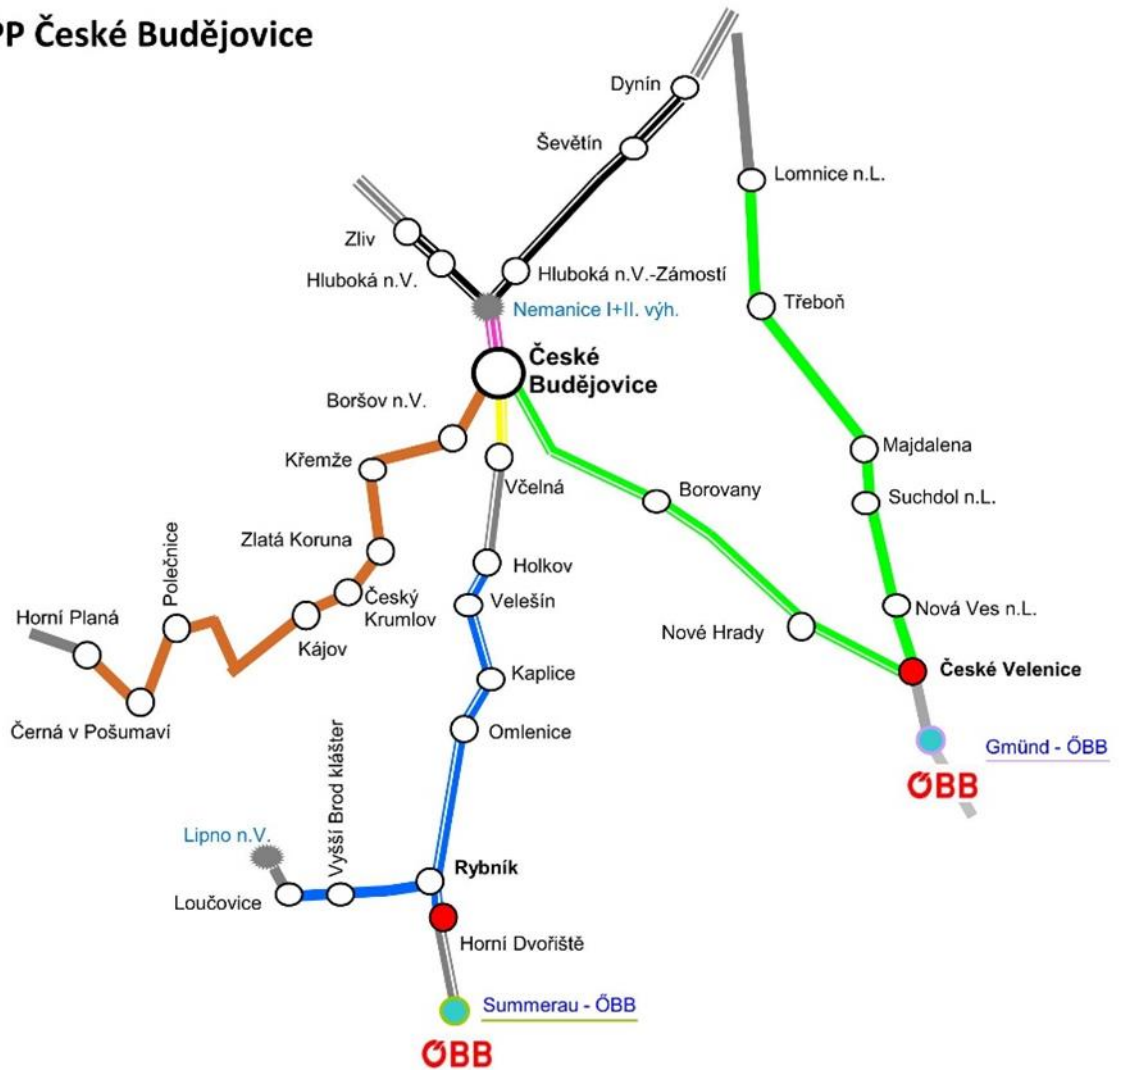 PP České Budějovice
Dynín
Ševětín
Lomnice n.L.
Zliv
Hluboká n.V.
Hluboká n.V.-Zámostí
Nemanice I+II. výh.
Třeboň
České
Budějovice
Boršov n.V.
Křemže
Včelná
Majdalena
Borovany
Suchdol n.L.
Zlatá Koruna
Polečnice
Holkov
Velešín
Český
Krumlov
Horní Planá
Kájov
Nová Ves n.L.
Nové Hrady
České Velenice
Kaplice
Černá v Pošumaví
Omlenice
Gmünd - ŐBB
ÖBB
Vyšší Brod klášter
Lipno n.V.
Rybník
Loučovice
Horní Dvořiště
Summerau - ŐBB
ÖBB